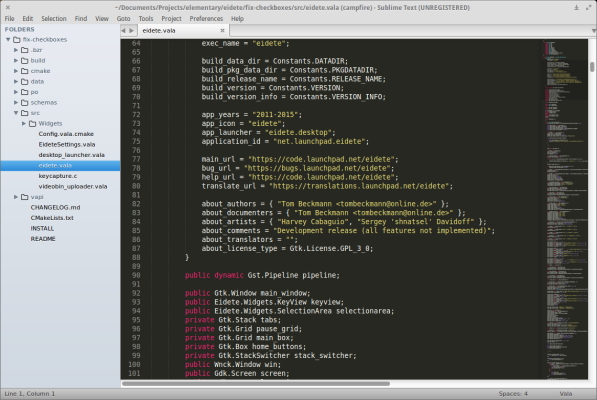 ~/Documents/Projects/elementary/eidete/fix-checkboxes/src/eidete.vala (campfire) - Sublime Text (UNREGISTERED)
File Edit Selection Find View Goto Tools Project Preferences Help
FOLDERS
fix-checkboxes
.bzr
build
cmake
data
po
schemas
src
Widgets
Config.vala.cmake
EideteSettings.vala
desktop_launcher.vala
eidete.vala
keycapture.c
videobin_uploader.vala
vapi
CHANGELOG.md
CMakeLists.txt
INSTALL
README
eidete.vala
64 exec_name = "eidete";
65
66 build_data_dir = Constants.DATADIR;
67 build_pkg_data_dir = Constants.PKGDATADIR;
68 build_release_name = Constants.RELEASE_NAME;
69 build_version = Constants.VERSION;
70 build_version_info = Constants.VERSION_INFO;
71
72 app_years = "2011-2015";
73 app_icon = "eidete";
74 app_launcher = "eidete.desktop";
75 application_id = "net.launchpad.eidete";
76
77 main_url = "https://code.launchpad.net/eidete";
78 bug_url = "https://bugs.launchpad.net/eidete";
79 help_url = "https://code.launchpad.net/eidete";
80 translate_url = "https://translations.launchpad.net/eidete";
81
82 about_authors = { "Tom Beckmann <tombeckmann@online.de>" };
83 about_documenters = { "Tom Beckmann <tombeckmann@online.de>" };
84 about_artists = { "Harvey Cabaguio", "Sergey 'shnatsel' Davidoff" };
85 about_comments = "Development release (all features not implemented)";
86 about_translators = "";
87 about_license_type = Gtk.License.GPL_3_0;
88 }
89
90 public dynamic Gst.Pipeline pipeline;
91
92 public Gtk.Window main_window;
93 public Eidete.Widgets.KeyView keyview;
94 public Eidete.Widgets.SelectionArea selectionarea;
95 private Gtk.Stack tabs;
96 private Gtk.Grid pause_grid;
97 private Gtk.Grid main_box;
98 private Gtk.Box home_buttons;
99 private Gtk.StackSwitcher stack_switcher;
100 public Wnck.Window win;
101 public Gdk.Screen screen;
Line 1, Column 1
Spaces: 4
Vala